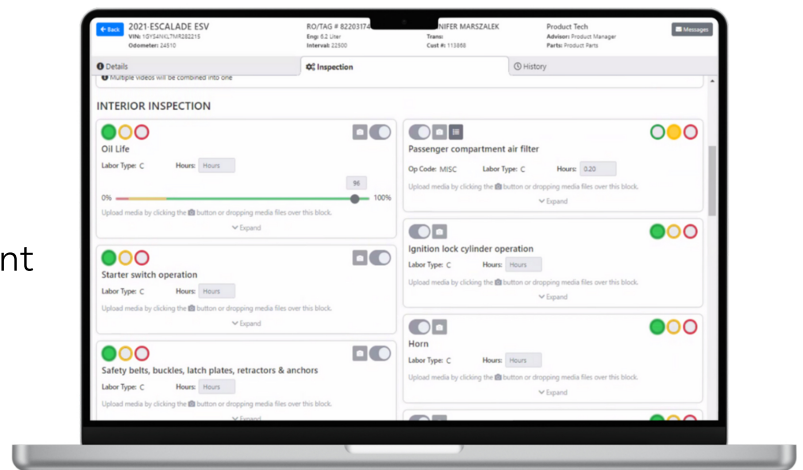 nt
Back
2021 ESCALADE ESV
VIN: 1GYS4NKL7MR282215
Odometer: 24510
RO/TAG # 82203174
Eng: 6.2 Liter
Interval: 22500
NIFER MARSZALEK
Trans:
Cust #: 113888
Product Tech
Advisor: Product Manager
Parts: Product Parts
Messages
Details
Inspection
History
Multiple videos will be combined into one
INTERIOR INSPECTION
Oil Life
Labor Type: C Hours: Hours
96
0% 100%
Upload media by clicking the button or dropping media files over this block.
Expand
Starter switch operation
Labor Type: C Hours: Hours
Upload media by clicking the button or dropping media files over this block.
Expand
Safety belts, buckles, latch plates, retractors & anchors
Labor Type: C Hours: Hours
Upload media by clicking the button or dropping media files over this block.
Expand
Passenger compartment air filter
Op Code: MISC Labor Type: C Hours: 0.20
Upload media by clicking the button or dropping media files over this block.
Expand
Ignition lock cylinder operation
Labor Type: C Hours: Hours
Upload media by clicking the button or dropping media files over this block.
Expand
Horn
Labor Type: C Hours: Hours
Upload media by clicking the button or dropping media files over this block.
Expand